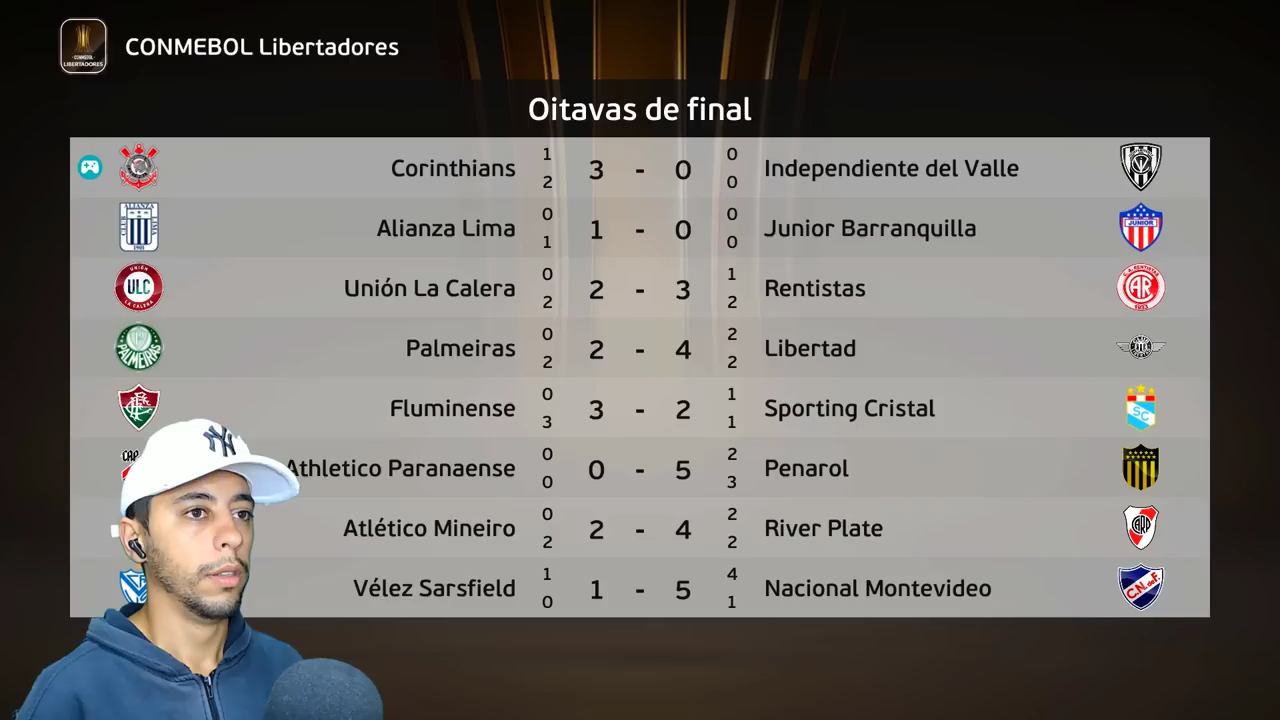 CONMEBOL Libertadores
Oitavas de final
Corinthians 1 2 3 - 0 0 0 Independiente del Valle
Alianza Lima 0 1 1 - 0 0 0 Junior Barranquilla
Unión La Calera 0 2 2 - 3 1 2 Rentistas
Palmeiras 0 2 2 - 4 2 2 Libertad
Fluminense 0 3 3 - 2 1 1 Sporting Cristal
Athletico Paranaense 0 0 0 - 5 2 3 Penarol
Atlético Mineiro 0 2 2 - 4 2 2 River Plate
Vélez Sarsfield 1 0 1 - 5 4 1 Nacional Montevideo